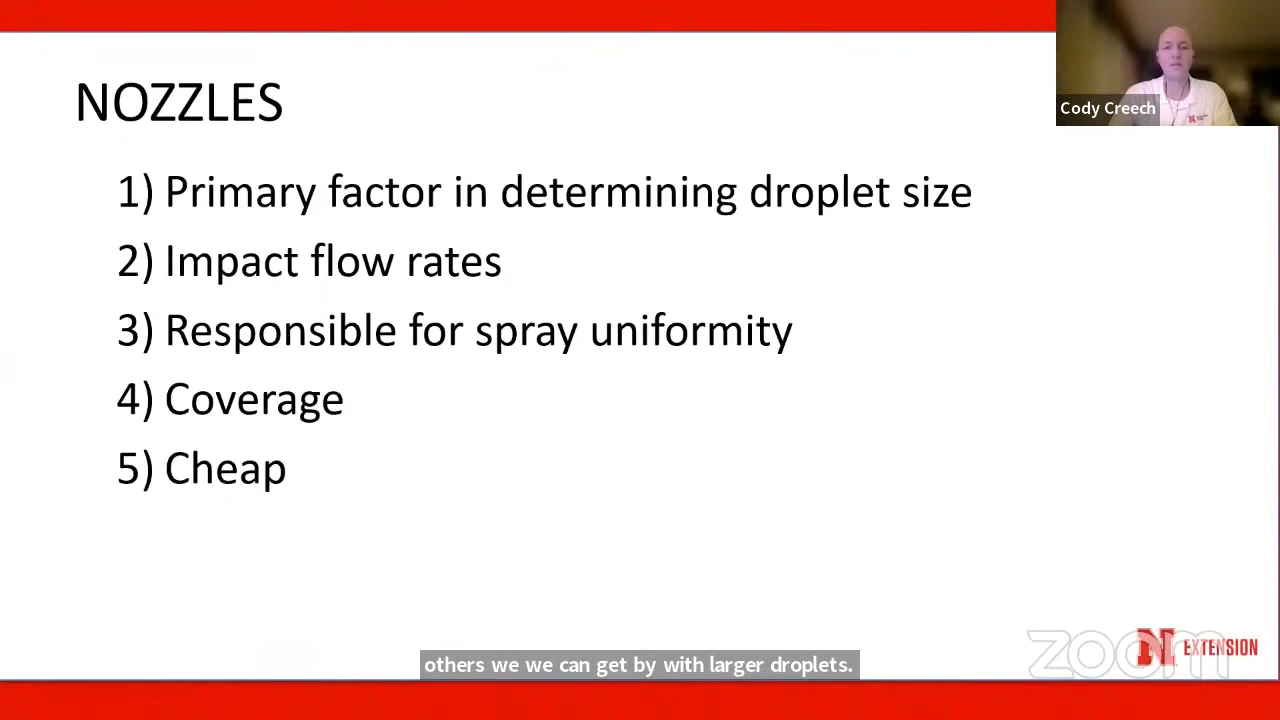 NOZZLES
Cody Creech
1) Primary factor in determining droplet size
2) Impact flow rates
3) Responsible for spray uniformity
4) Coverage
5) Cheap
zoom
N EXTENSION
others we we can get by with larger droplets.